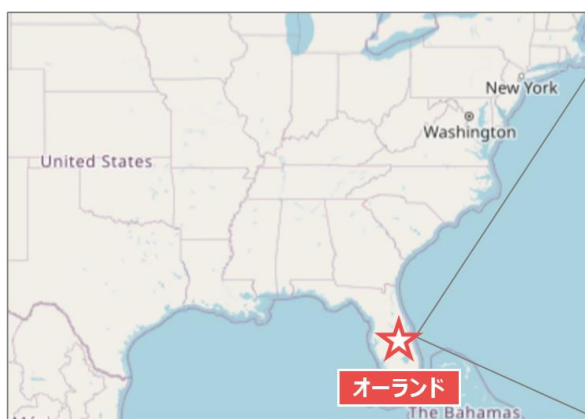 New York
Washington
United States
オーランド
The Bahamas